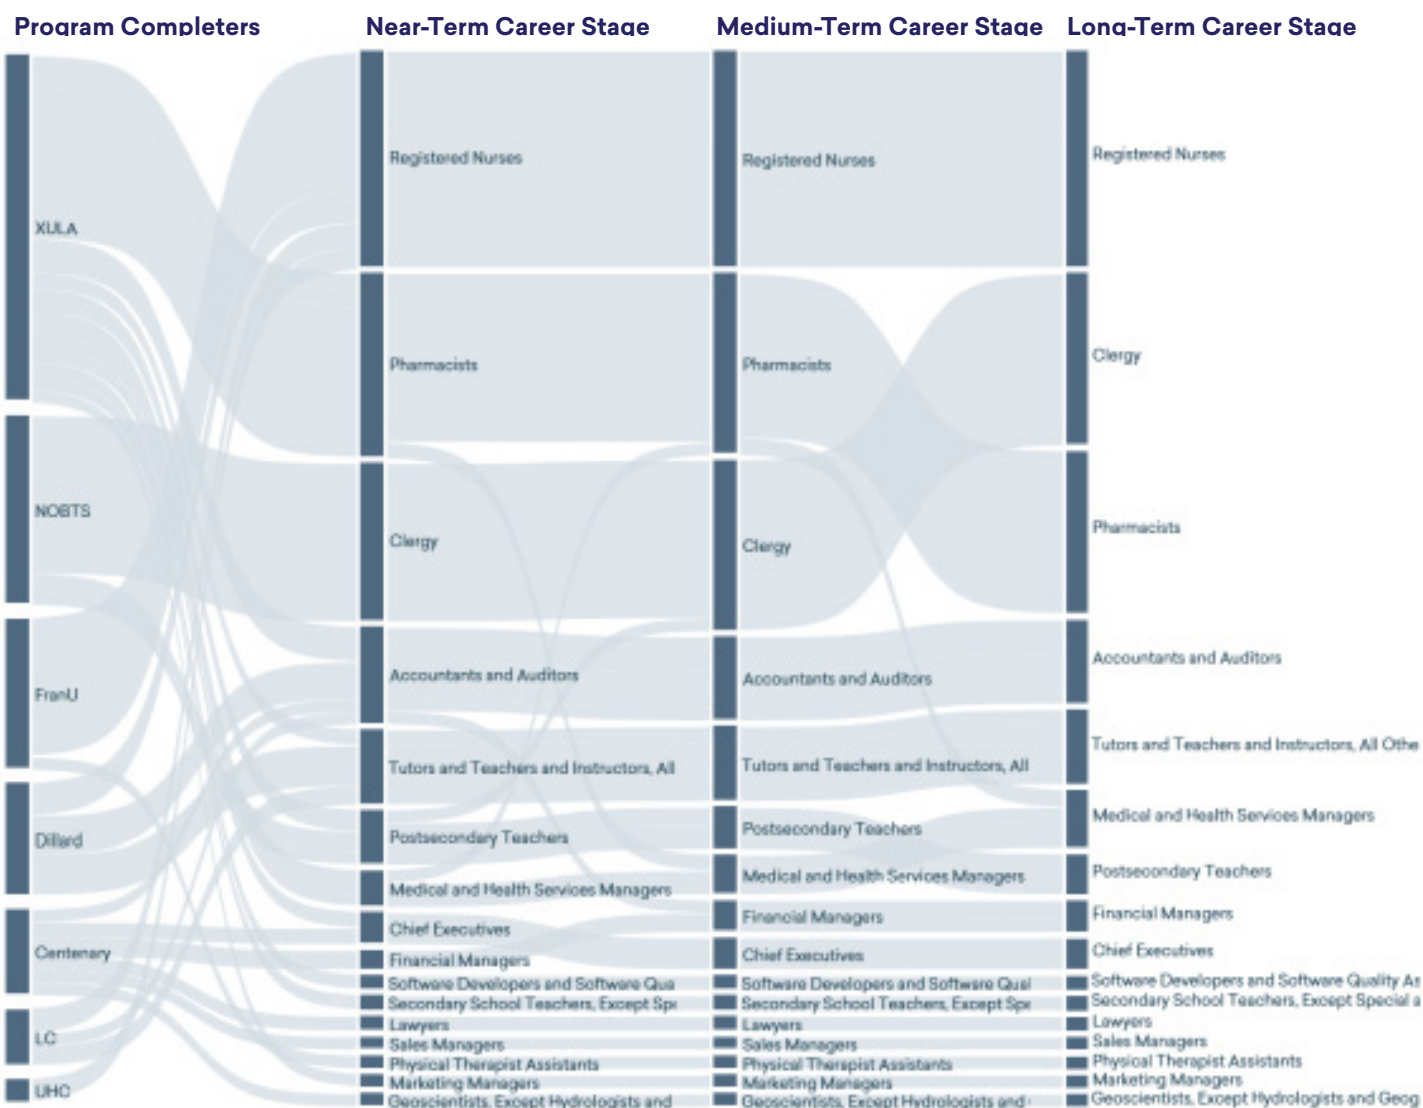 Program Completers
Near-Term Career Stage
Medium-Term Career Stage
Long-Term Career Stage
XULA
NOBTS
FranU
Dillard
Centenary
LC
UHC
Registered Nurses
Pharmacists
Clergy
Accountants and Auditors
Tutors and Teachers and Instructors, All
Postsecondary Teachers
Medical and Health Services Managers
Chief Executives
Financial Managers
Software Developers and Software Qua
Secondary School Teachers, Except Spe
Lawyers
Sales Managers
Physical Therapist Assistants
Marketing Managers
Geoscientists, Except Hydrologists and
Registered Nurses
Pharmacists
Clergy
Accountants and Auditors
Tutors and Teachers and Instructors, All
Postsecondary Teachers
Medical and Health Services Managers
Financial Managers
Chief Executives
Software Developers and Software Qual
Secondary School Teachers, Except Spe
Lawyers
Sales Managers
Physical Therapist Assistants
Marketing Managers
Geoscientists, Except Hydrologists and
Registered Nurses
Clergy
Pharmacists
Accountants and Auditors
Tutors and Teachers and Instructors, All Othe
Medical and Health Services Managers
Postsecondary Teachers
Financial Managers
Chief Executives
Software Developers and Software Quality As
Secondary School Teachers, Except Special a
Lawyers
Sales Managers
Physical Therapist Assistants
Marketing Managers
Geoscientists, Except Hydrologists and Geog